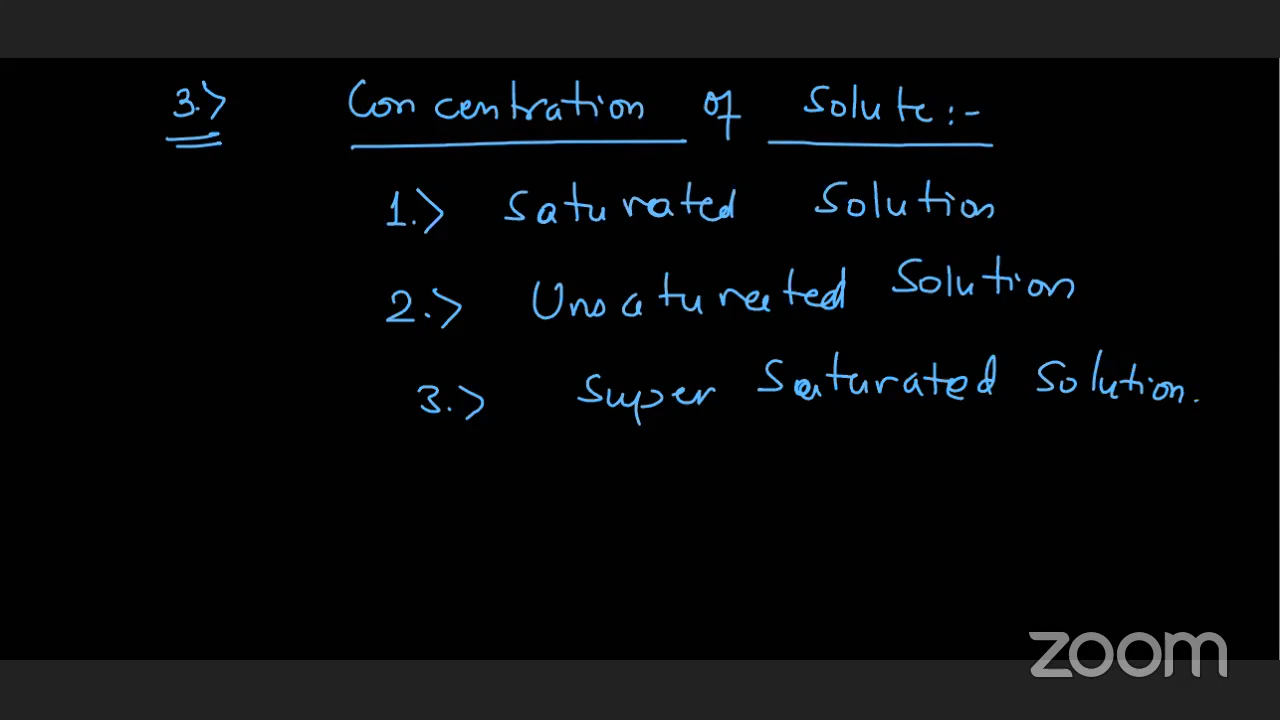 3.> Concentration of Solute:-
1.> Saturated Solution
2.> Unsaturated Solution
3.> Super Saturated Solution.
zoom